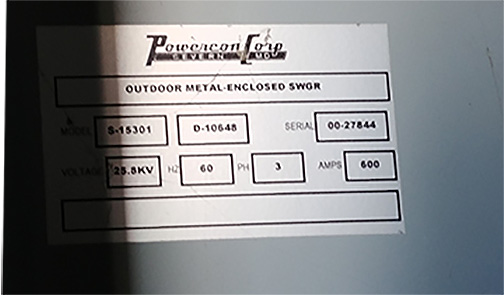 Powercon Corp
SEVERN MD
OUTDOOR METAL-ENCLOSED SWGR
MODEL S-15301 D-10648 SERIAL 00-27844
VOLTAGE 25.8KV HZ 60 PH 3 AMPS 600